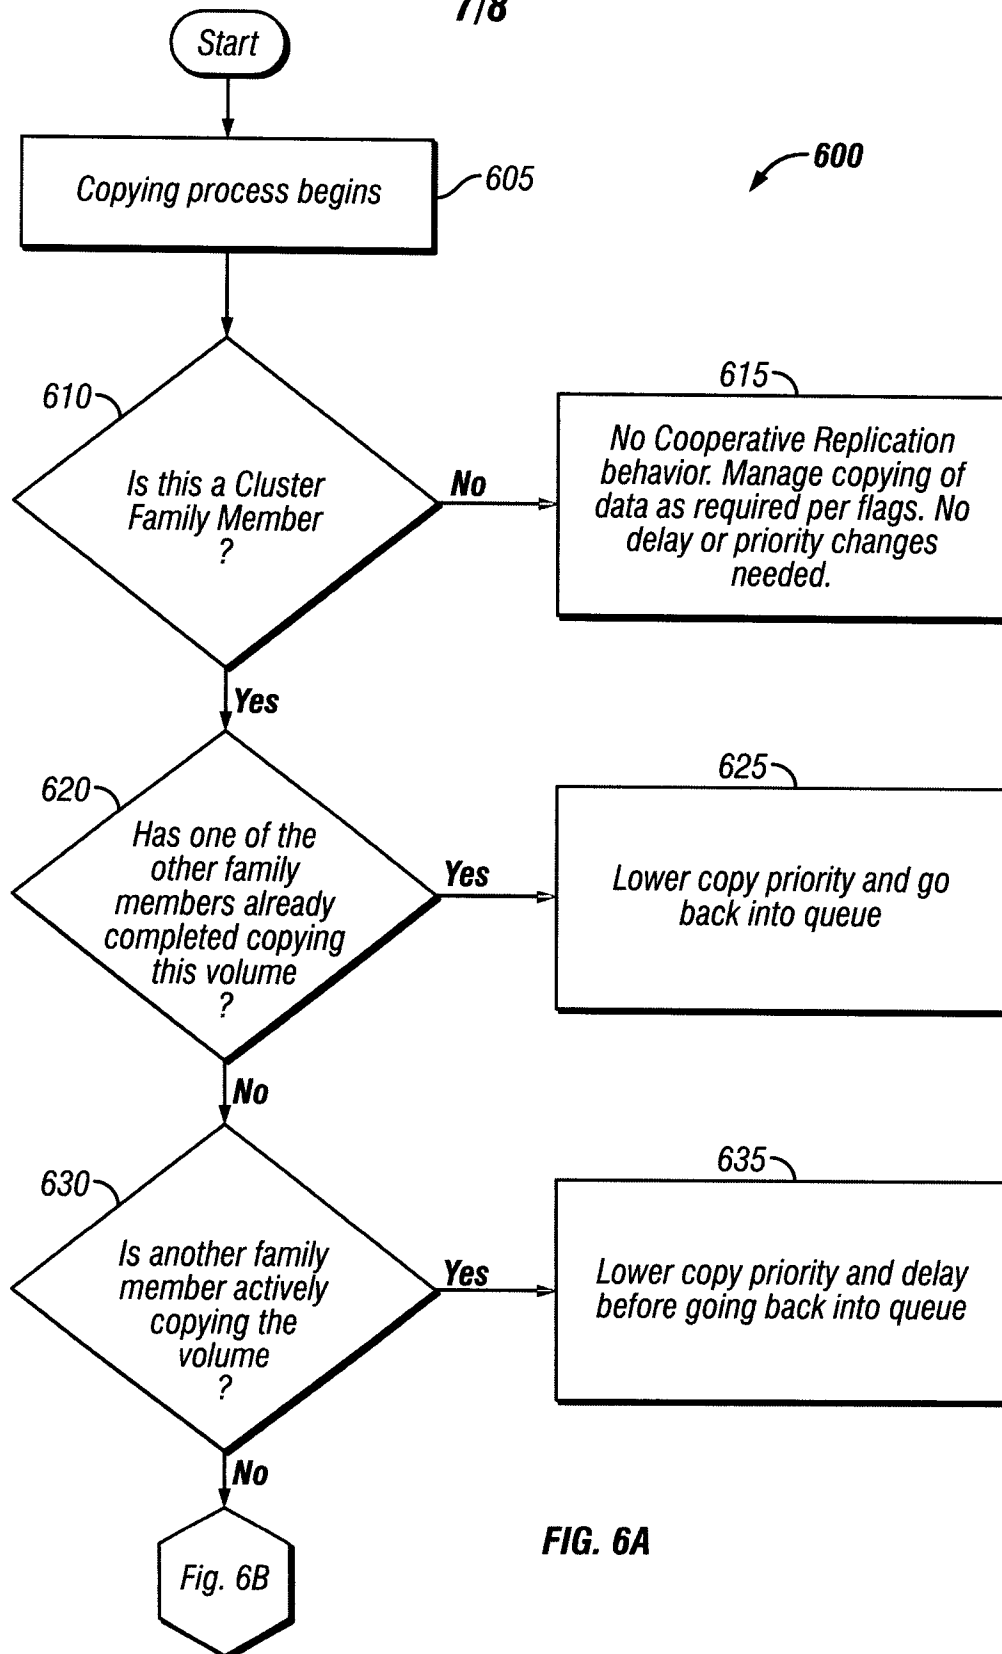 7/8
Start
Copying process begins
605
600
610
Is this a Cluster
Family Member
?
No
615
No Cooperative Replication
behavior. Manage copying of
data as required per flags. No
delay or priority changes
needed.
Yes
620
Has one of the
other family
members already
completed copying
this volume
?
Yes
625
Lower copy priority and go
back into queue
No
630
Is another family
member actively
copying the
volume
?
Yes
635
Lower copy priority and delay
before going back into queue
No
Fig. 6B
FIG. 6A